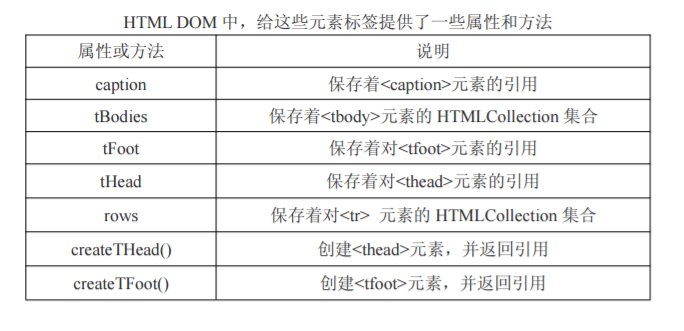 HTML DOM 中，给这些元素标签提供了一些属性和方法
属性或方法 说明
caption 保存着<caption>元素的引用
tBodies 保存着<tbody>元素的 HTMLCollection 集合
tFoot 保存着对<tfoot>元素的引用
tHead 保存着对<thead>元素的引用
rows 保存着对<tr> 元素的 HTMLCollection 集合
createTHead() 创建<thead>元素，并返回引用
createTFoot() 创建<tfoot>元素，并返回引用